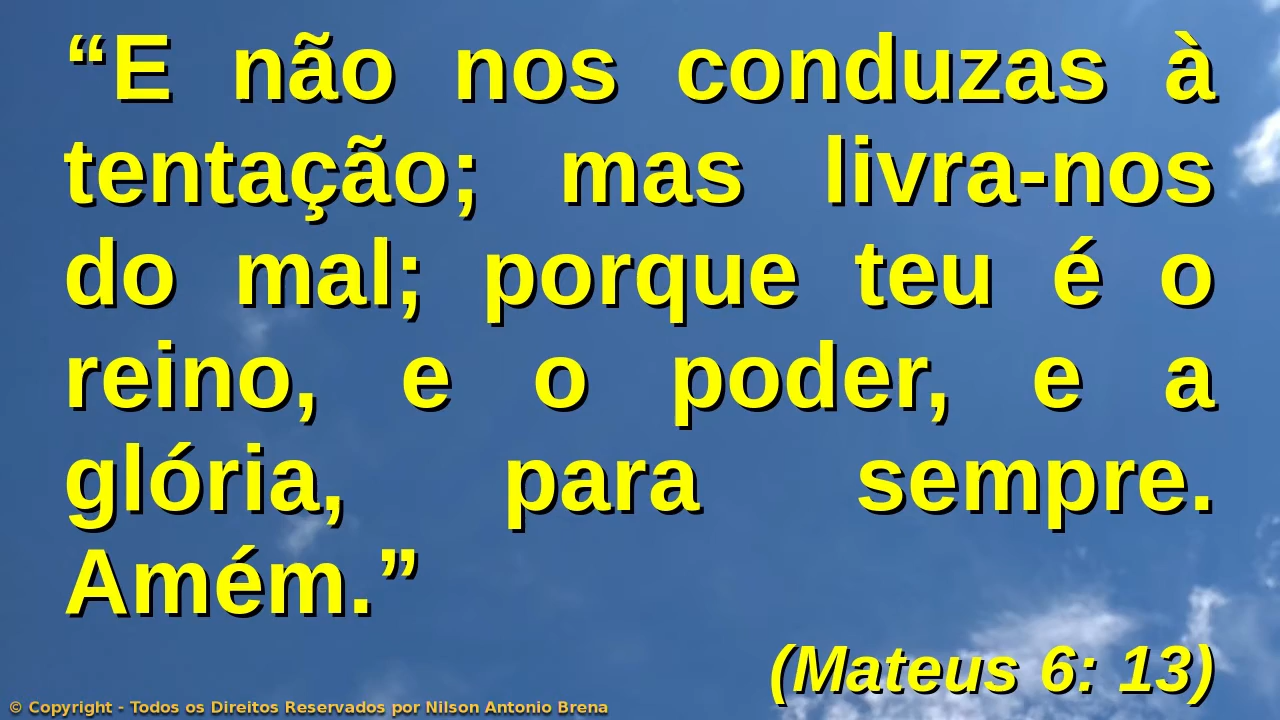 “E não nos conduzas à
tentação; mas livra-nos
do mal; porque teu é o
reino, e o poder, e a
glória, para sempre.
Amém.”
(Mateus 6: 13)
© Copyright - Todos os Direitos Reservados por Nilson Antonio Brena